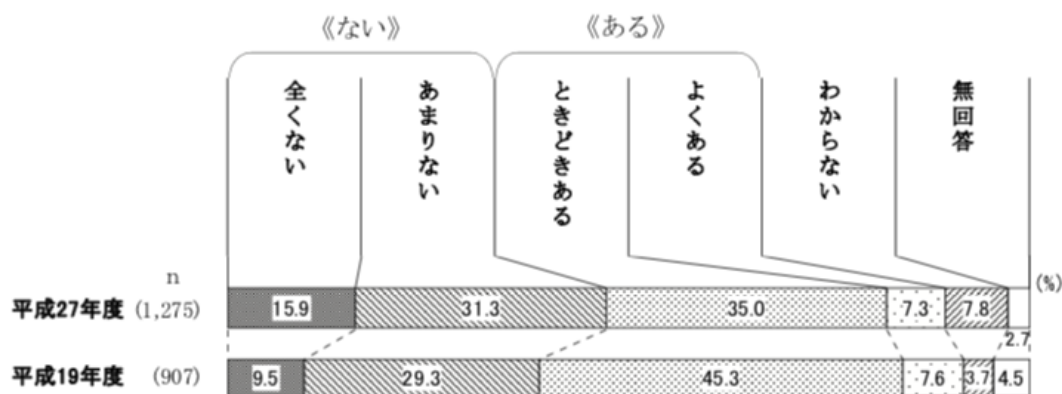 《ない》
《ある》
全くない
あまりない
ときどきある
よくある
わからない
無回答
n
(%)
平成27年度 (1,275) 15.9 31.3 35.0 7.3 7.8
2.7
平成19年度 (907) 9.5 29.3 45.3 7.6 3.7 4.5